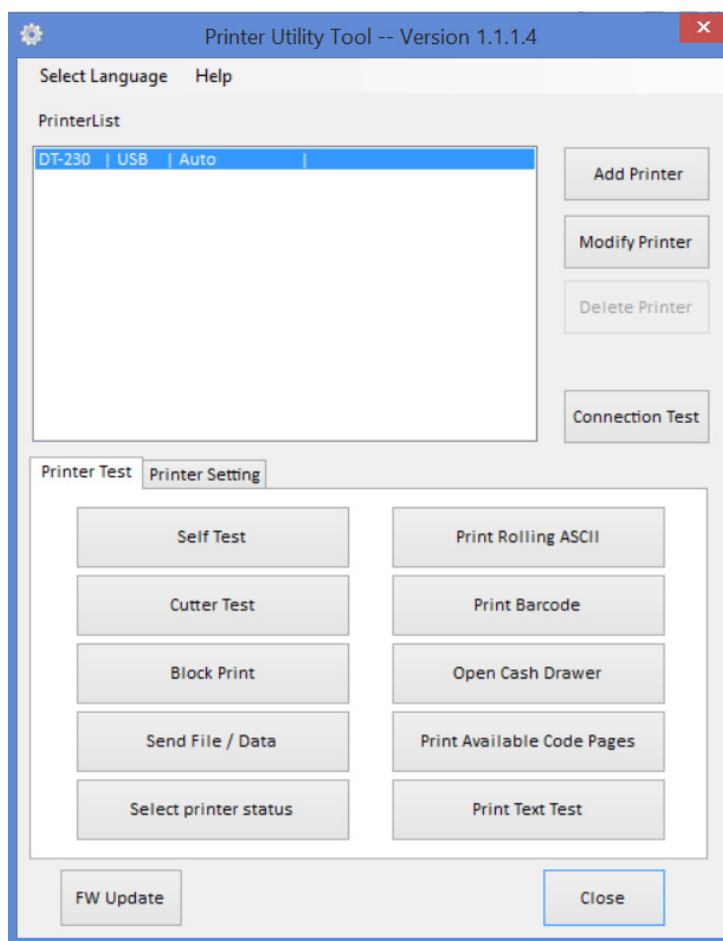 Printer Utility Tool -- Version 1.1.1.4
Select Language Help
PrinterList
DT-230 | USB | Auto |
Add Printer
Modify Printer
Delete Printer
Connection Test
Printer Test Printer Setting
Self Test Print Rolling ASCII
Cutter Test Print Barcode
Block Print Open Cash Drawer
Send File / Data Print Available Code Pages
Select printer status Print Text Test
FW Update Close